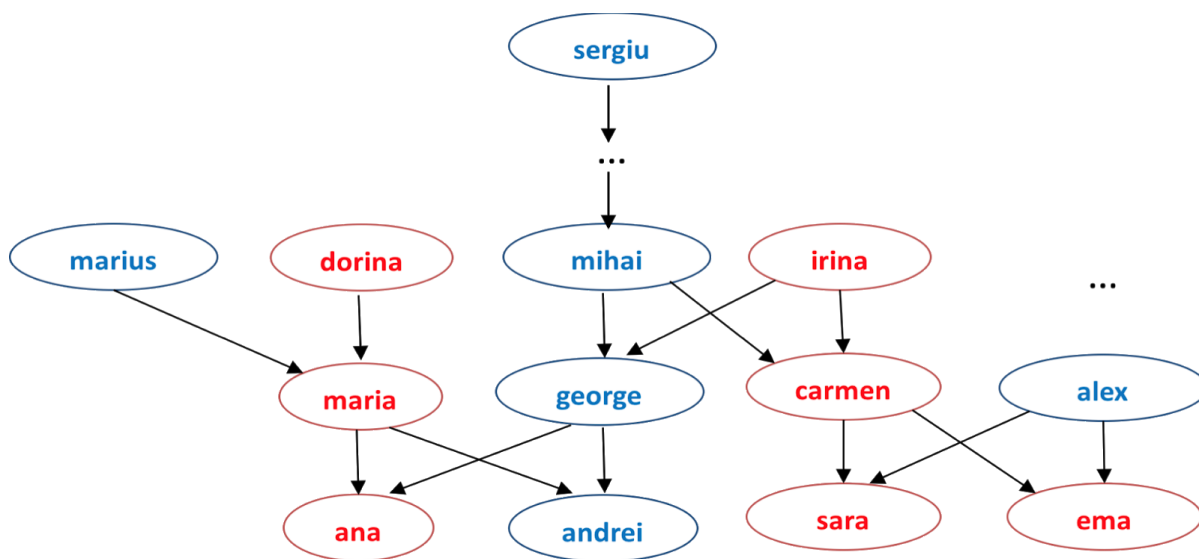 sergiu
...
marius dorina mihai irina
...
maria george carmen alex
ana andrei sara ema